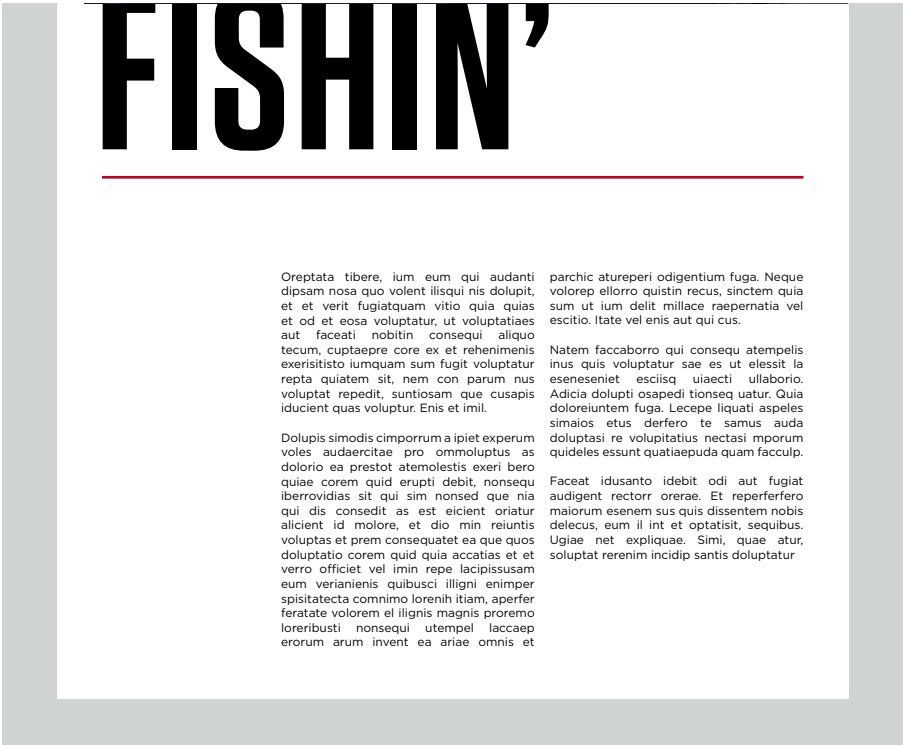 FISHIN’
Oreptata tibere, ium eum qui audanti
dipsam nosa quo volent ilisqui nis dolupit,
et et verit fugiatquam vitio quia quias
et od et eosa voluptatur, ut voluptatiaes
aut faceati nobitin consequi aliquo
tecum, cuptaepre core ex et rehenimenis
exerisitisto iumquam sum fugit voluptatur
repta quiatem sit, nem con parum nus
voluptat repedit, suntiosam que cusapis
iducient quas voluptur. Enis et imil.
Dolupis simodis cimporrum a ipiet experum
voles audaercitae pro ommoluptus as
dolorio ea prestot atemolestis exeri bero
quiae corem quid erupti debit, nonsequ
iberrovidias sit qui sim nonsed que nia
qui dis consedit as est eicient oriatur
alicient id molore, et dio min reiuntis
voluptas et prem consequatet ea que quos
doluptatio corem quid quia accatias et et
verro officiet vel imin repe lacipissusam
eum verianienis quibusci illigni enimper
spisitatecta comnimo lorenih itiam, aperfer
feratate volorem el ilignis magnis proremo
loreribusti nonsequi utempel laccaep
erorum arum invent ea ariae omnis et
parchic atureperi odigentium fuga. Neque
volorep ellorro quistin recus, sinctem quia
sum ut ium delit millace raepernatia vel
escitio. Itate vel enis aut qui cus.
Natem faccaborro qui consequ atempelis
inus quis voluptatur sae es ut elessit la
eseneseniet esciisq uiaecti ullaborio.
Adicia dolupti osapedi tionseq uatur. Quia
doloreiuntem fuga. Lecepe liquati aspeles
simaios etus derfero te samus auda
doluptasi re volupitatius nectasi mporum
quideles essunt quatiaepuda quam facculp.
Faceat idusanto idebit odi aut fugiat
audigent rectorr orerae. Et reperferfero
maiorum esenem sus quis dissentem nobis
delecus, eum il int et optatisit, sequibus.
Ugiae net expliquae. Simi, quae atur,
soluptat rerenim incidip santis doluptatur